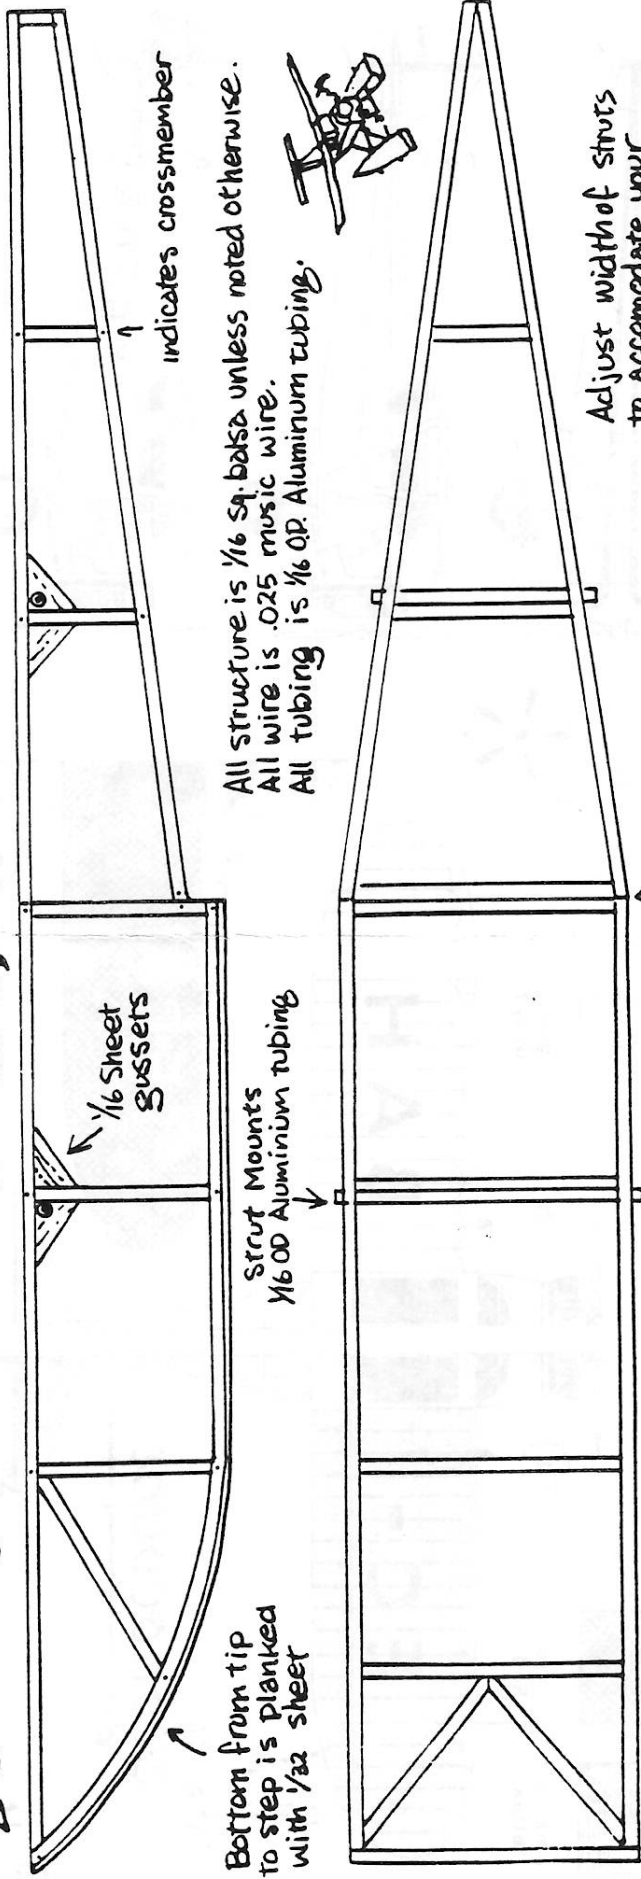 indicates crossmember
All structure is 1/16 sq. balsa unless noted otherwise.
All wire is .025 music wire.
All tubing is 1/16 O.D. Aluminum tubing.
1/16 Sheet
gussets
Strut Mounts
1/16 OD Aluminium tubing
Bottom from tip
to step is planked
with 1/32 sheet
Adjust width of struts
to accomodate your